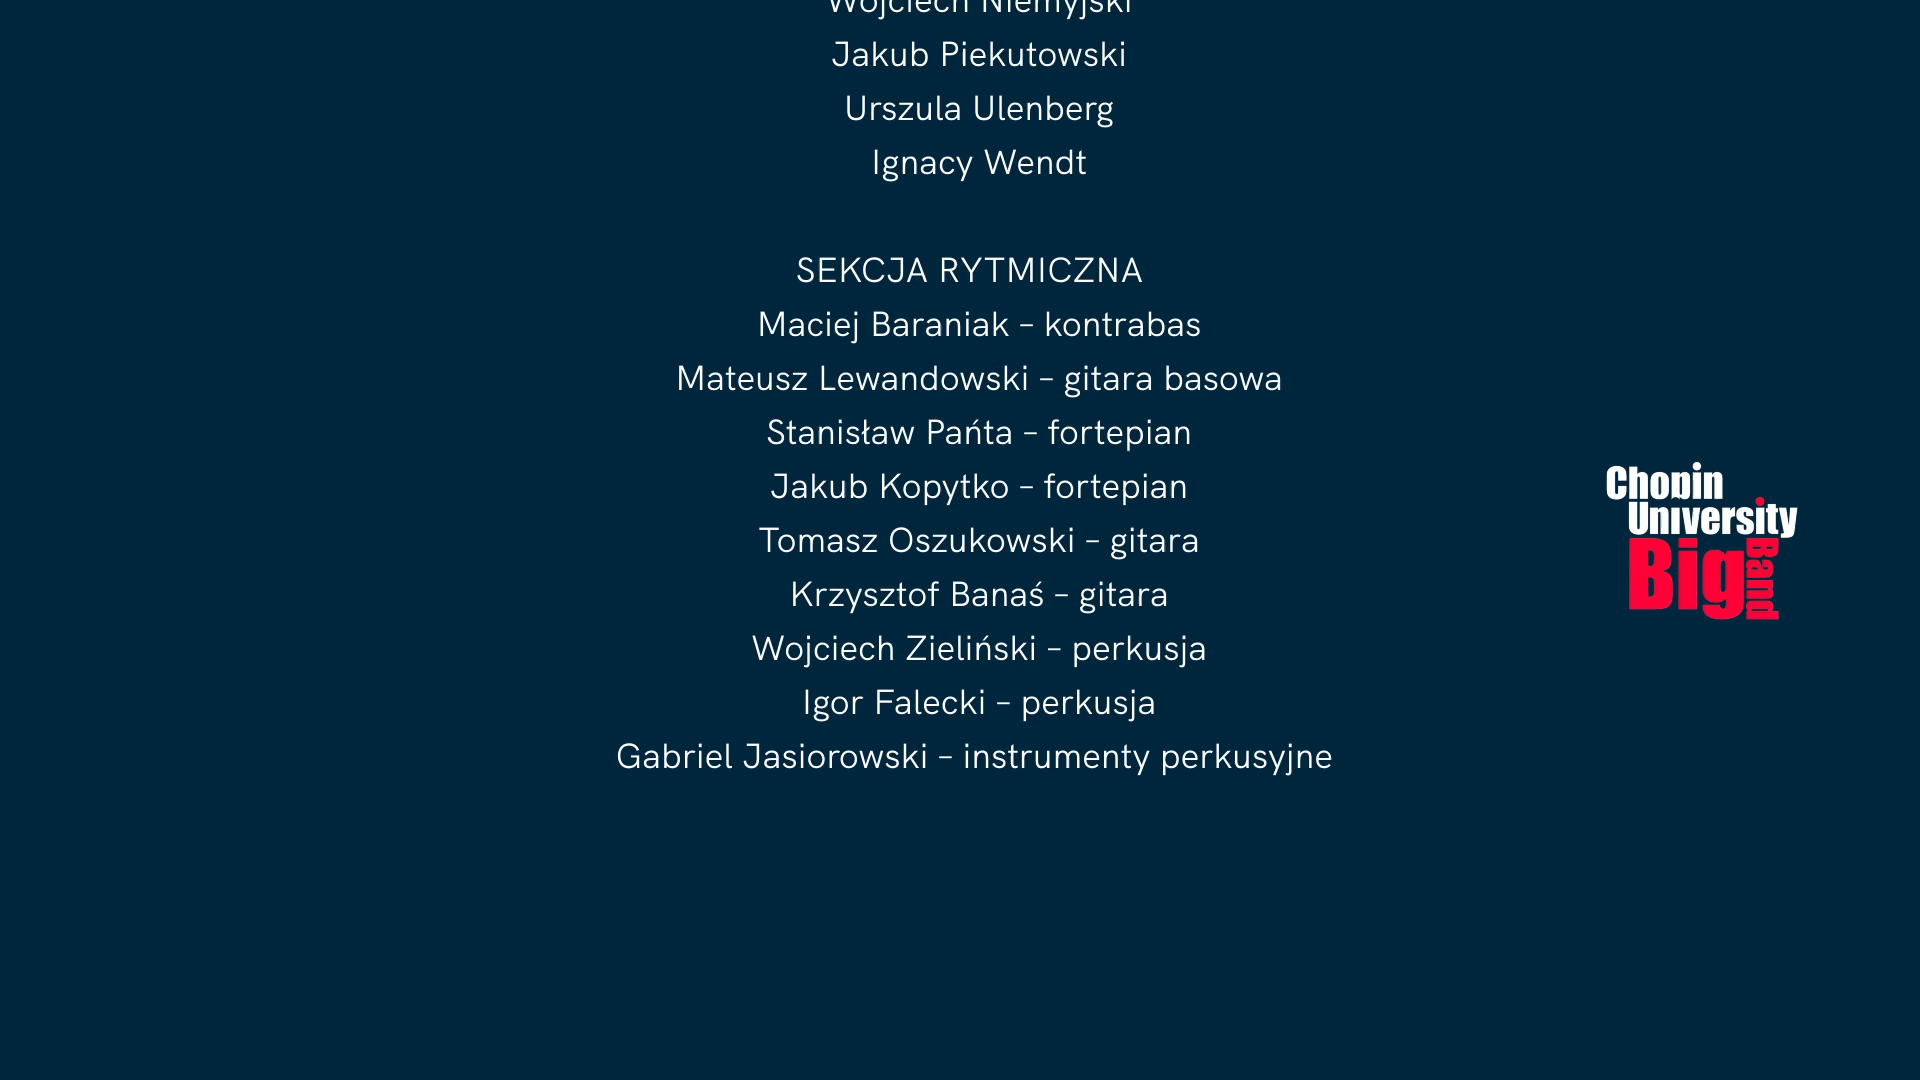 Wojciech Niemyjski
Jakub Piekutowski
Urszula Ulenberg
Ignacy Wendt
SEKCJA RYTMICZNA
Maciej Baraniak – kontrabas
Mateusz Lewandowski – gitara basowa
Stanisław Pańta – fortepian
Jakub Kopytko – fortepian
Tomasz Oszukowski – gitara
Krzysztof Banaś – gitara
Wojciech Zieliński – perkusja
Igor Falecki – perkusja
Gabriel Jasiorowski – instrumenty perkusyjne
Chopin
University
Big
Band